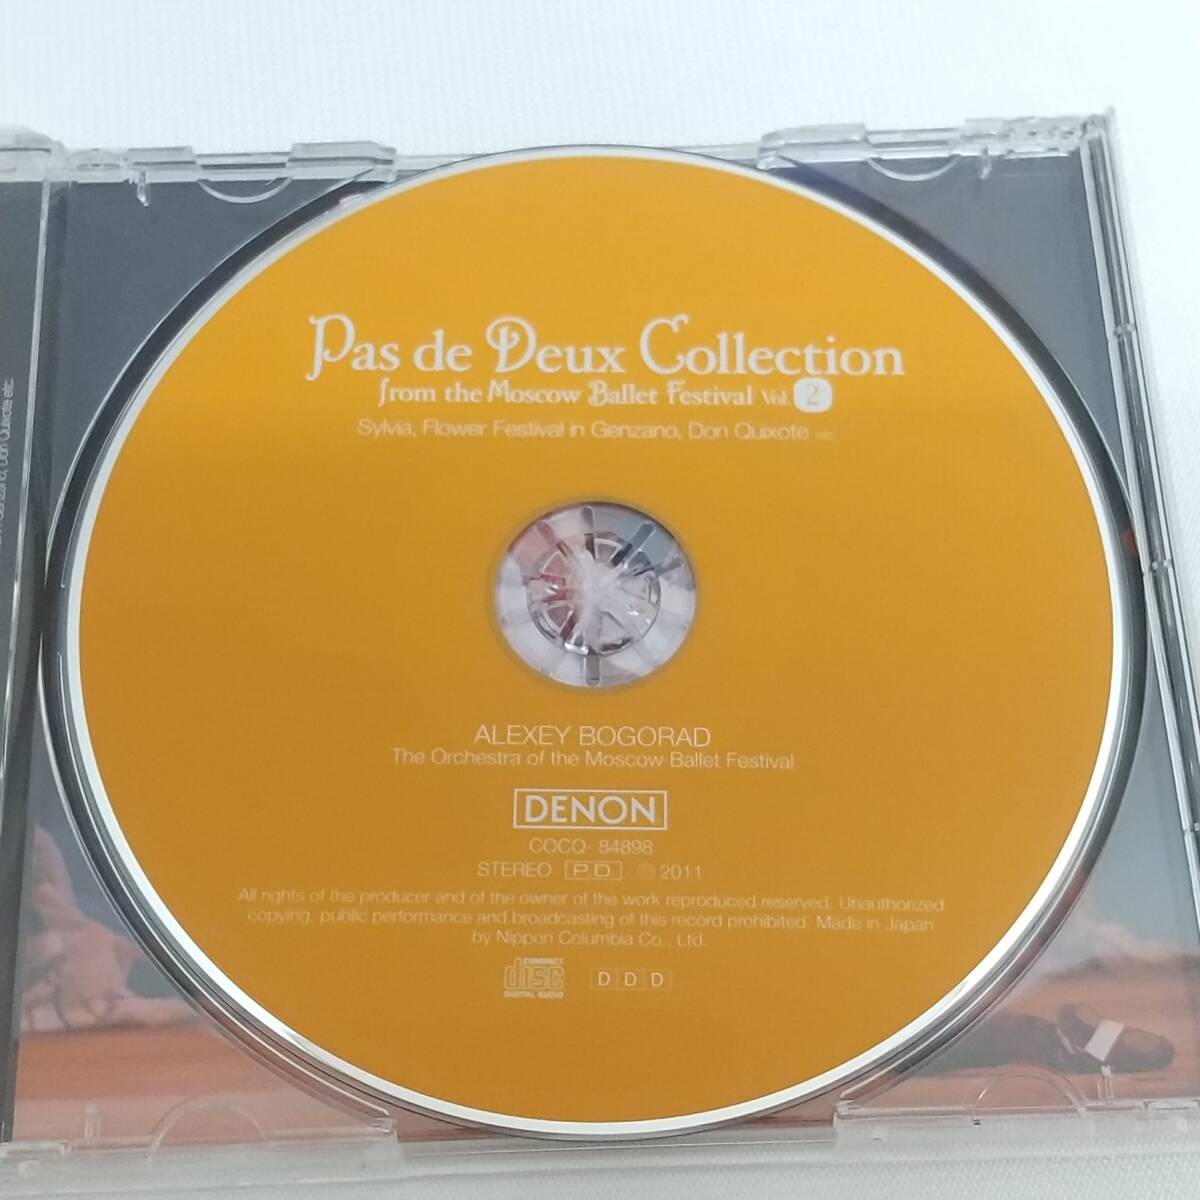 Pas de Deux Collection
from the Moscow Ballet Festival Vol. 2
Sylvia, Flower Festival in Genzano, Don Quixote etc.
ALEXEY BOGORAD
The Orchestra of the Moscow Ballet Festival
DENON
COCQ- 84898
STEREO P.D. ℗ 2011
All rights of the producer and of the owner of the work reproduced reserved. Unauthorized
copying, public performance and broadcasting of this record prohibited. Made in Japan
by Nippon Columbia Co., Ltd.
COMPACT
disc
DIGITAL AUDIO
D D D
Don Quixote etc.